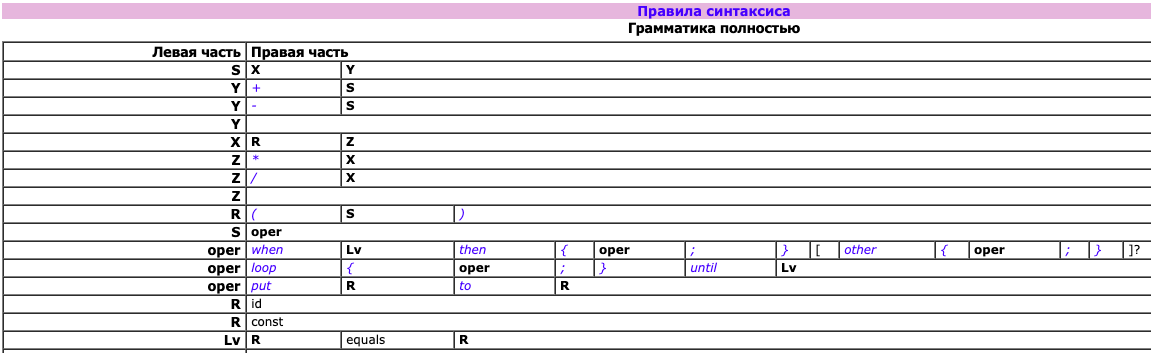 Правила синтаксиса
Грамматика полностью
Левая часть Правая часть
S X Y
Y + S
Y - S
Y
X R Z
Z * X
Z / X
Z
R ( S )
S oper
oper when Lv then { oper ; } [ other { oper ; } ]?
oper loop { oper ; } until Lv
oper put R to R
R id
R const
Lv R equals R